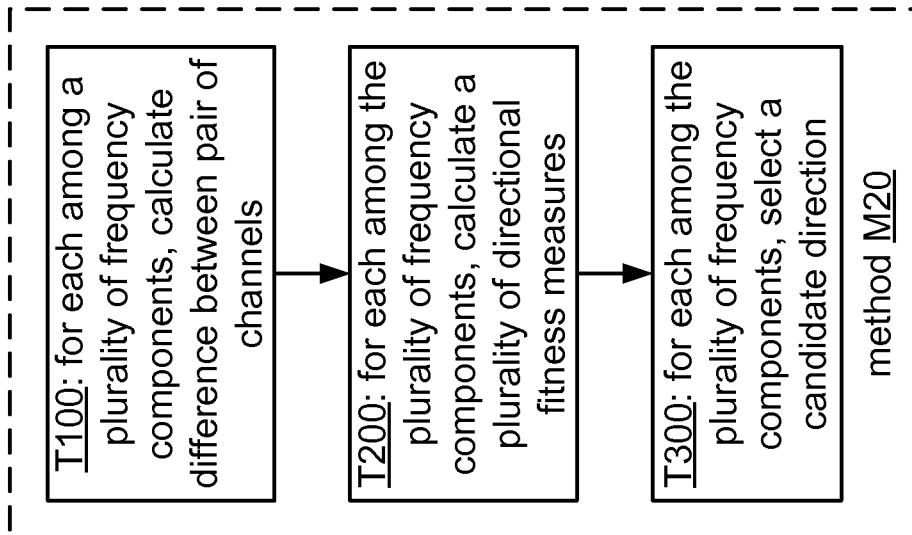 T100: for each among a
plurality of frequency
components, calculate
difference between pair of
channels
T200: for each among the
plurality of frequency
components, calculate a
plurality of directional
fitness measures
T300: for each among the
plurality of frequency
components, select a
candidate direction
method M20